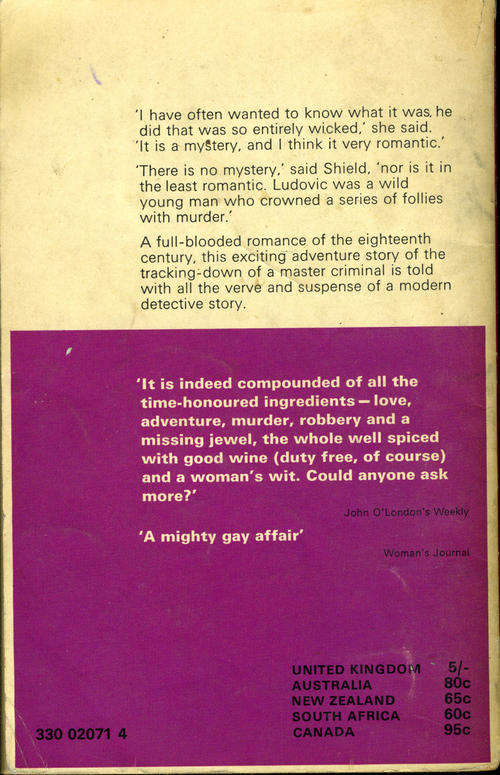 'I have often wanted to know what it was, he
did that was so entirely wicked,' she said.
'It is a mystery, and I think it very romantic.'
'There is no mystery,' said Shield, 'nor is it in
the least romantic. Ludovic was a wild
young man who crowned a series of follies
with murder.'
A full-blooded romance of the eighteenth
century, this exciting adventure story of the
tracking-down of a master criminal is told
with all the verve and suspense of a modern
detective story.
'It is indeed compounded of all the
time-honoured ingredients — love,
adventure, murder, robbery and a
missing jewel, the whole well spiced
with good wine (duty free, of course)
and a woman's wit. Could anyone ask
more?'
John O'London's Weekly
'A mighty gay affair'
Woman's Journal
UNITED KINGDOM 5/-
AUSTRALIA 80c
NEW ZEALAND 65c
SOUTH AFRICA 60c
CANADA 95c
330 02071 4